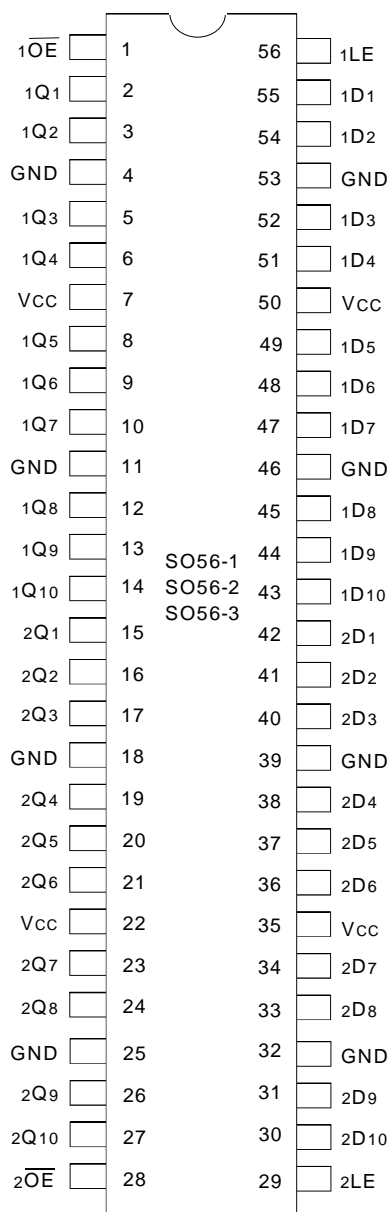 1OE 1 56 1LE
1Q1 2 55 1D1
1Q2 3 54 1D2
GND 4 53 GND
1Q3 5 52 1D3
1Q4 6 51 1D4
VCC 7 50 VCC
1Q5 8 49 1D5
1Q6 9 48 1D6
1Q7 10 47 1D7
GND 11 46 GND
1Q8 12 45 1D8
1Q9 13 44 1D9
SO56-1
1Q10 14 SO56-2 43 1D10
SO56-3
2Q1 15 42 2D1
2Q2 16 41 2D2
2Q3 17 40 2D3
GND 18 39 GND
2Q4 19 38 2D4
2Q5 20 37 2D5
2Q6 21 36 2D6
VCC 22 35 VCC
2Q7 23 34 2D7
2Q8 24 33 2D8
GND 25 32 GND
2Q9 26 31 2D9
2Q10 27 30 2D10
2OE 28 29 2LE